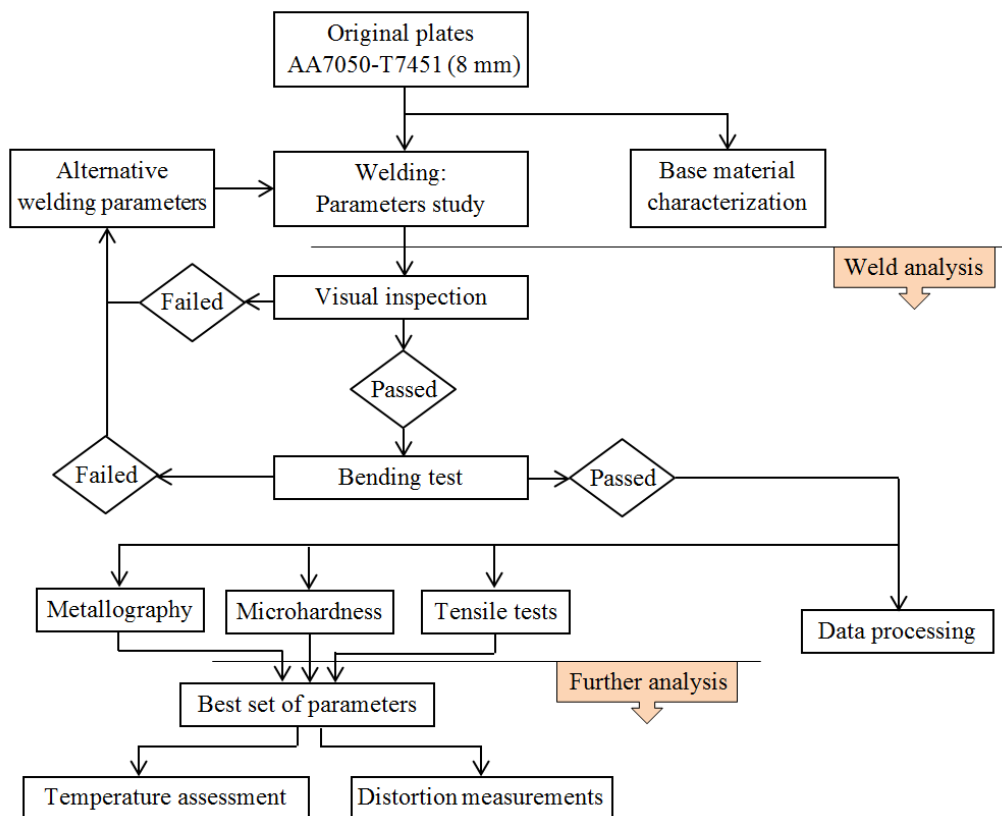 Original plates
AA7050-T7451 (8 mm)
Alternative
welding parameters
Welding:
Parameters study
Base material
characterization
Weld analysis
Failed
Visual inspection
Passed
Failed
Bending test
Passed
Metallography
Microhardness
Tensile tests
Data processing
Further analysis
Best set of parameters
Temperature assessment
Distortion measurements